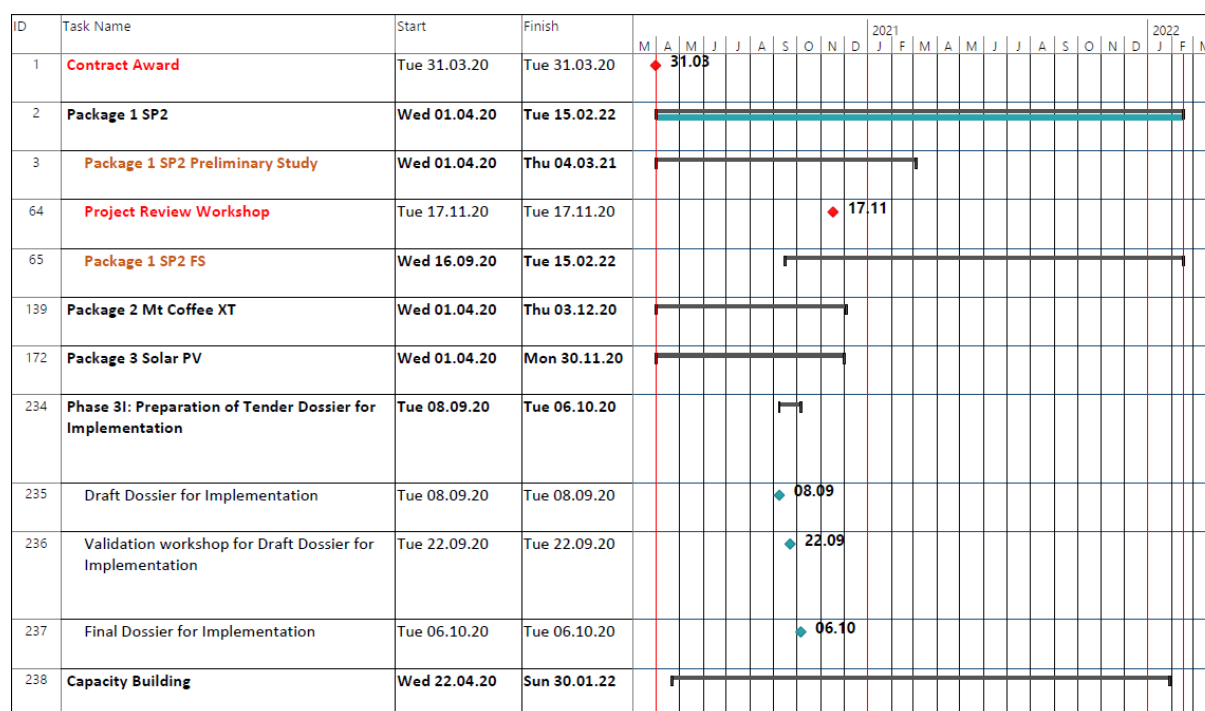 ID Task Name Start Finish
2021 2022
M A M J J A S O N D J F M A M J J A S O N D J F M
1 Contract Award Tue 31.03.20 Tue 31.03.20 31.03
2 Package 1 SP2 Wed 01.04.20 Tue 15.02.22
3 Package 1 SP2 Preliminary Study Wed 01.04.20 Thu 04.03.21
64 Project Review Workshop Tue 17.11.20 Tue 17.11.20 17.11
65 Package 1 SP2 FS Wed 16.09.20 Tue 15.02.22
139 Package 2 Mt Coffee XT Wed 01.04.20 Thu 03.12.20
172 Package 3 Solar PV Wed 01.04.20 Mon 30.11.20
234 Phase 3I: Preparation of Tender Dossier for Tue 08.09.20 Tue 06.10.20
Implementation
235 Draft Dossier for Implementation Tue 08.09.20 Tue 08.09.20 08.09
236 Validation workshop for Draft Dossier for Tue 22.09.20 Tue 22.09.20 22.09
Implementation
237 Final Dossier for Implementation Tue 06.10.20 Tue 06.10.20 06.10
238 Capacity Building Wed 22.04.20 Sun 30.01.22